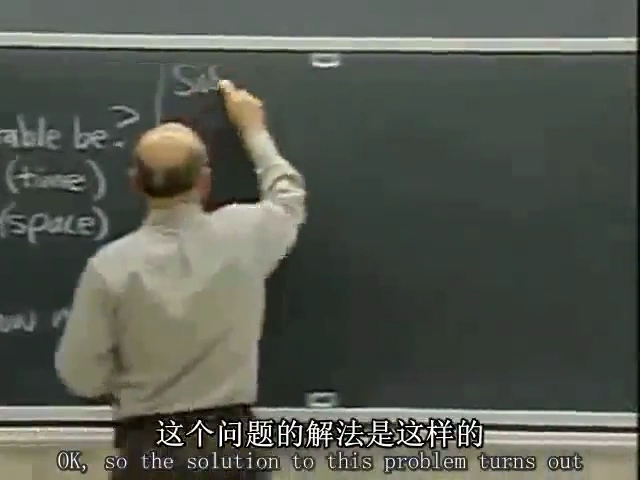 able be?
(time)
(space)
这个问题的解法是这样的
OK, so the solution to this problem turns out